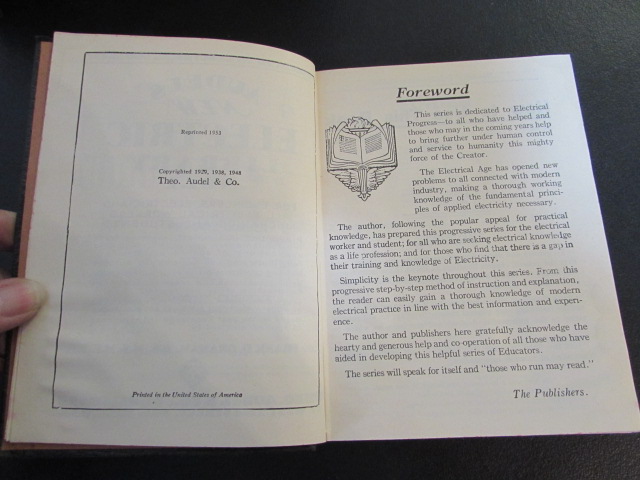 Reprinted 1952
Copyrighted 1929, 1938, 1948
Theo. Audel & Co.
Printed in the United States of America
Foreword
This series is dedicated to Electrical
Progress—to all who have helped and
those who may in the coming years help
to bring further under human control
and service to humanity this mighty
force of the Creator.
The Electrical Age has opened new
problems to all connected with modern
industry, making a thorough working
knowledge of the fundamental princi-
ples of applied electricity necessary.
The author, following the popular appeal for practical
knowledge, has prepared this progressive series for the electrical
worker and student; for all who are seeking electrical knowledge
as a life profession; and for those who find that there is a gap in
their training and knowledge of Electricity.
Simplicity is the keynote throughout this series. From this
progressive step-by-step method of instruction and explanation,
the reader can easily gain a thorough knowledge of modern
electrical practice in line with the best information and experi-
ence.
The author and publishers here gratefully acknowledge the
hearty and generous help and co-operation of all those who have
aided in developing this helpful series of Educators.
The series will speak for itself and "those who run may read."
The Publishers.